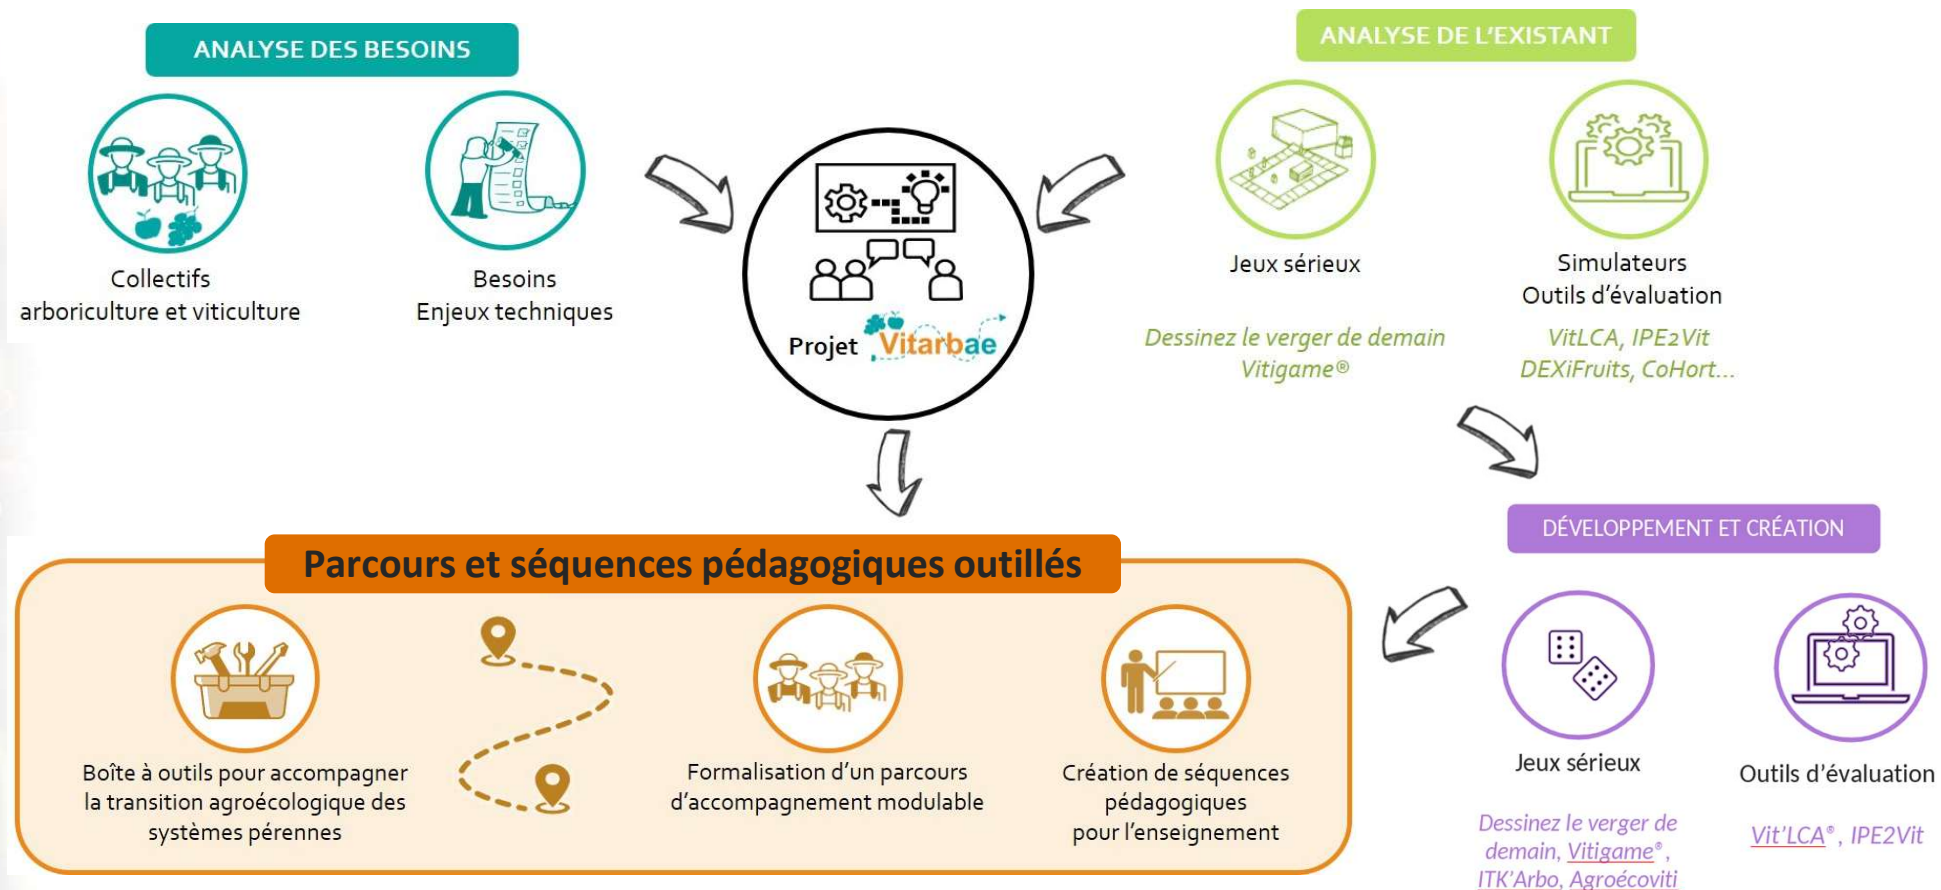 ANALYSE DES BESOINS
Collectifs
arboriculture et viticulture
Besoins
Enjeux techniques
Projet Vitarbae
ANALYSE DE L'EXISTANT
Jeux sérieux
Dessinez le verger de demain
Vitigame®
Simulateurs
Outils d'évaluation
VitLCA, IPE2Vit
DEXiFruits, CoHort...
DÉVELOPPEMENT ET CRÉATION
Jeux sérieux
Dessinez le verger de
demain, Vitigame®,
ITK'Arbo, Agroécoviti
Outils d'évaluation
Vit'LCA®, IPE2Vit
Parcours et séquences pédagogiques outillés
Boîte à outils pour accompagner
la transition agroécologique des
systèmes pérennes
Formalisation d'un parcours
d'accompagnement modulable
Création de séquences
pédagogiques
pour l'enseignement